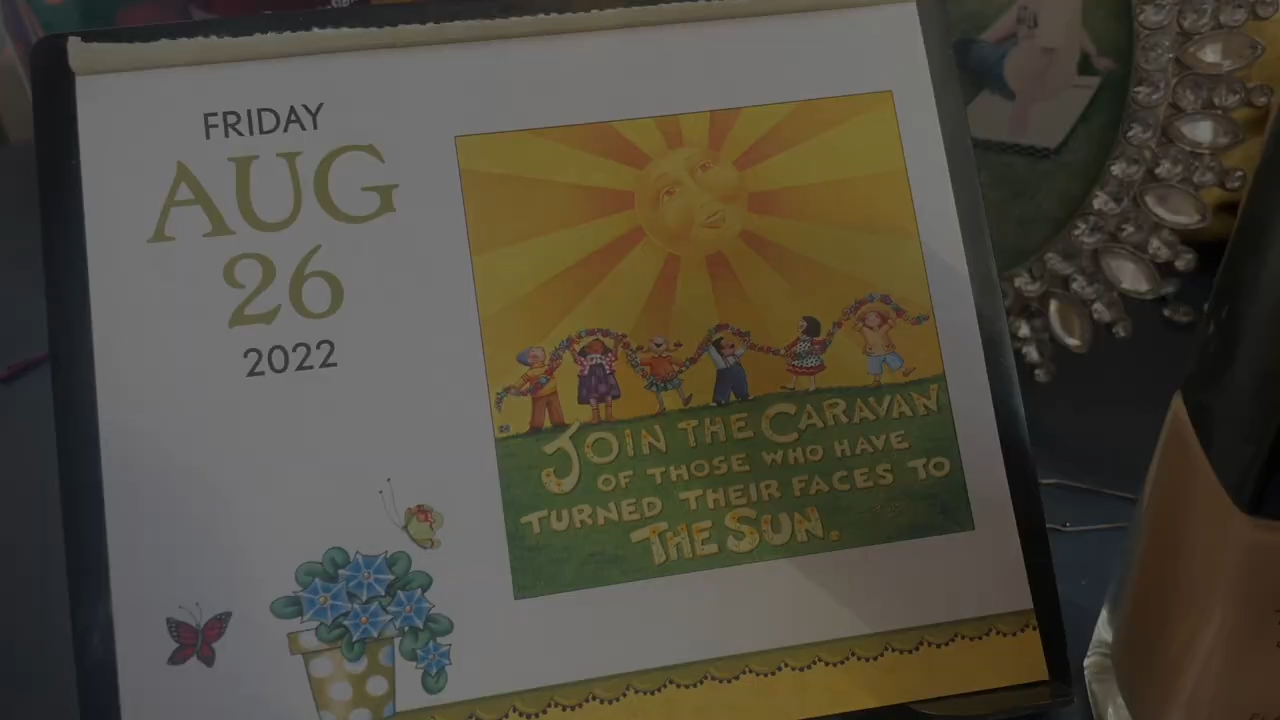 FRIDAY
AUG
26
2022
JOIN THE CARAVAN
OF THOSE WHO HAVE
TURNED THEIR FACES TO
THE SUN.